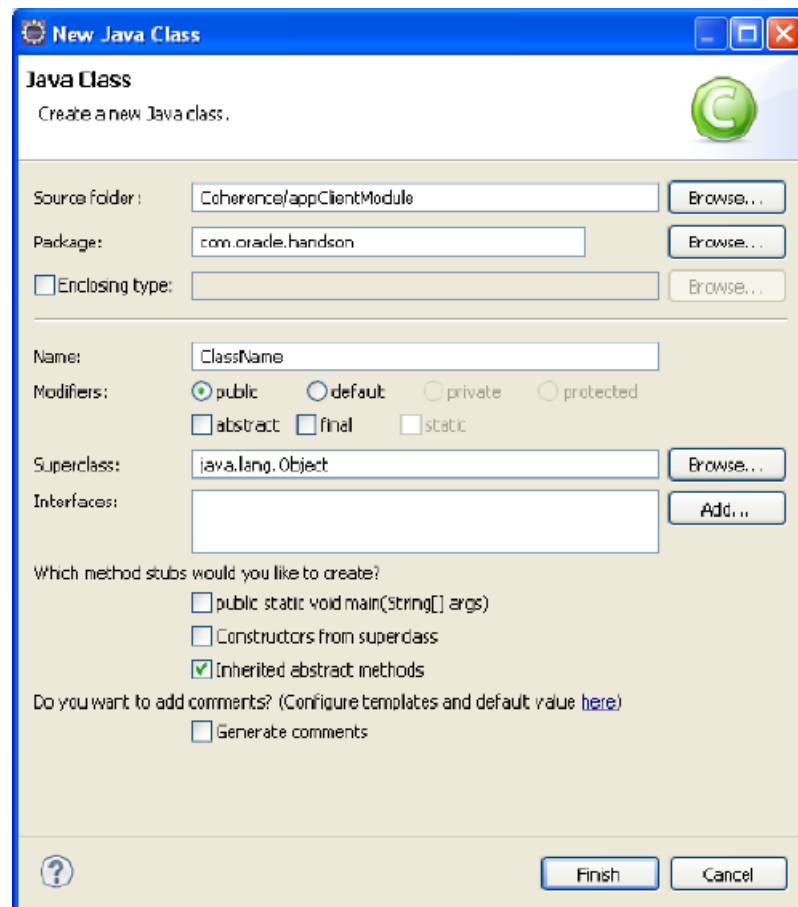 New Java Class
Java Class
Create a new Java class.
Source folder: Coherence/appClientModule Browse...
Package: com.oracle.handson Browse...
Enclosing type: Browse...
Name: ClassName
Modifiers: public default private protected
abstract final static
Superclass: java.lang.Object Browse...
Interfaces: Add...
Which method stubs would you like to create?
public static void main(String[] args)
Constructors from superclass
Inherited abstract methods
Do you want to add comments? (Configure templates and default value here)
Generate comments
? Finish Cancel